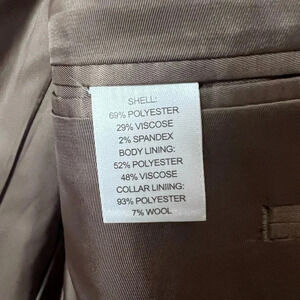 SHELL:
69% POLYESTER
29% VISCOSE
2% SPANDEX
BODY LINING:
52% POLYESTER
48% VISCOSE
COLLAR LINIING:
93% POLYESTER
7% WOOL